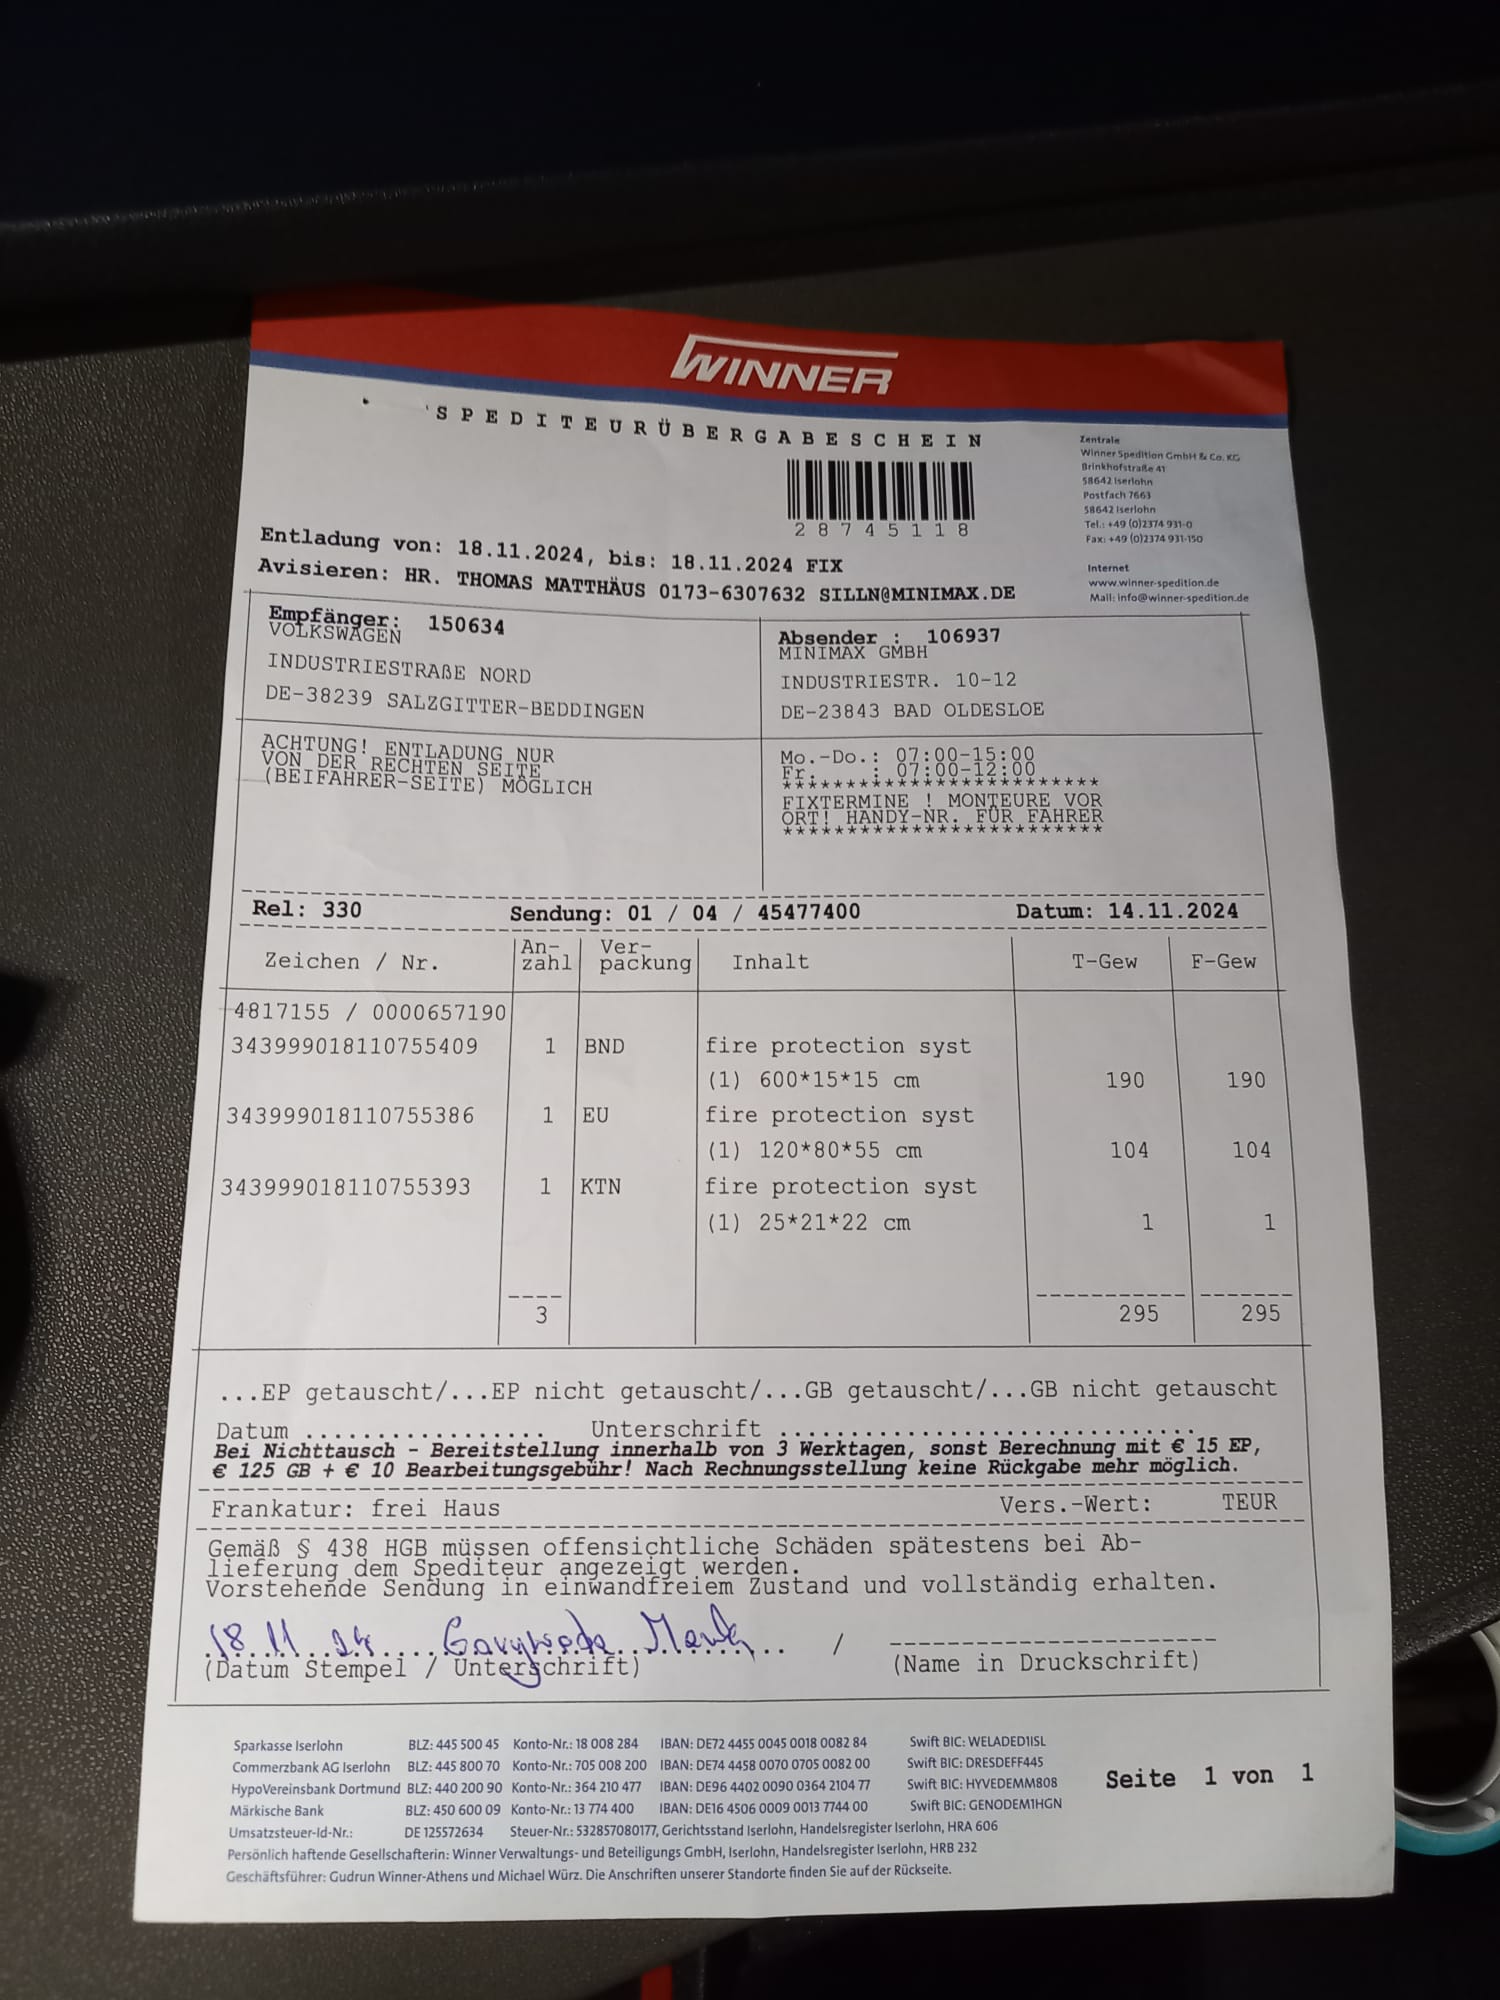 WINNER
SPEDITEURÜBERGABESCHEIN
Zentrale
Winner Spedition GmbH & Co. KG
Brinkhofstraße 41
58642 Iserlohn
Postfach 7663
58642 Iserlohn
Tel.: +49 (0)2374 931-0
Fax: +49 (0)2374 931-150
Internet
www.winner-spedition.de
Mail: info@winner-spedition.de
28745118
Entladung von: 18.11.2024, bis: 18.11.2024 FIX
Avisieren: HR. THOMAS MATTHÄUS 0173-6307632 SILLN@MINIMAX.DE
Empfänger: 150634
VOLKSWAGEN
INDUSTRIESTRAßE NORD
DE-38239 SALZGITTER-BEDDINGEN
Absender : 106937
MINIMAX GMBH
INDUSTRIESTR. 10-12
DE-23843 BAD OLDESLOE
ACHTUNG! ENTLADUNG NUR
VON DER RECHTEN SEITE
(BEIFAHRER-SEITE) MÖGLICH
Mo.-Do.: 07:00-15:00
Fr. : 07:00-12:00
*************************
FIXTERMINE ! MONTEURE VOR
ORT! HANDY-NR. FÜR FAHRER
*************************
Rel: 330 Sendung: 01 / 04 / 45477400 Datum: 14.11.2024
Zeichen / Nr. An-zahl Ver-packung Inhalt T-Gew F-Gew
4817155 / 0000657190
343999018110755409 1 BND fire protection syst
(1) 600*15*15 cm 190 190
343999018110755386 1 EU fire protection syst
(1) 120*80*55 cm 104 104
343999018110755393 1 KTN fire protection syst
(1) 25*21*22 cm 1 1
3 295 295
...EP getauscht/...EP nicht getauscht/...GB getauscht/...GB nicht getauscht
Datum .................. Unterschrift ................................
Bei Nichttausch - Bereitstellung innerhalb von 3 Werktagen, sonst Berechnung mit € 15 EP,
€ 125 GB + € 10 Bearbeitungsgebühr! Nach Rechnungsstellung keine Rückgabe mehr möglich.
Frankatur: frei Haus Vers.-Wert: TEUR
Gemäß § 438 HGB müssen offensichtliche Schäden spätestens bei Ab-
lieferung dem Spediteur angezeigt werden.
Vorstehende Sendung in einwandfreiem Zustand und vollständig erhalten.
18.11.24 /
(Datum Stempel / Unterschrift) (Name in Druckschrift)
Sparkasse Iserlohn BLZ: 445 500 45 Konto-Nr.: 18 008 284 IBAN: DE72 4455 0045 0018 0082 84 Swift BIC: WELADED1ISL
Commerzbank AG Iserlohn BLZ: 445 800 70 Konto-Nr.: 705 008 200 IBAN: DE74 4458 0070 0705 0082 00 Swift BIC: DRESDEFF445
HypoVereinsbank Dortmund BLZ: 440 200 90 Konto-Nr.: 364 210 477 IBAN: DE96 4402 0090 0364 2104 77 Swift BIC: HYVEDEMM808
Märkische Bank BLZ: 450 600 09 Konto-Nr.: 13 774 400 IBAN: DE16 4506 0009 0013 7744 00 Swift BIC: GENODEM1HGN
Umsatzsteuer-Id-Nr.: DE 125572634 Steuer-Nr.: 532857080177, Gerichtsstand Iserlohn, Handelsregister Iserlohn, HRA 606
Persönlich haftende Gesellschafterin: Winner Verwaltungs- und Beteiligungs GmbH, Iserlohn, Handelsregister Iserlohn, HRB 232
Geschäftsführer: Gudrun Winner-Athens und Michael Würz. Die Anschriften unserer Standorte finden Sie auf der Rückseite.
Seite 1 von 1